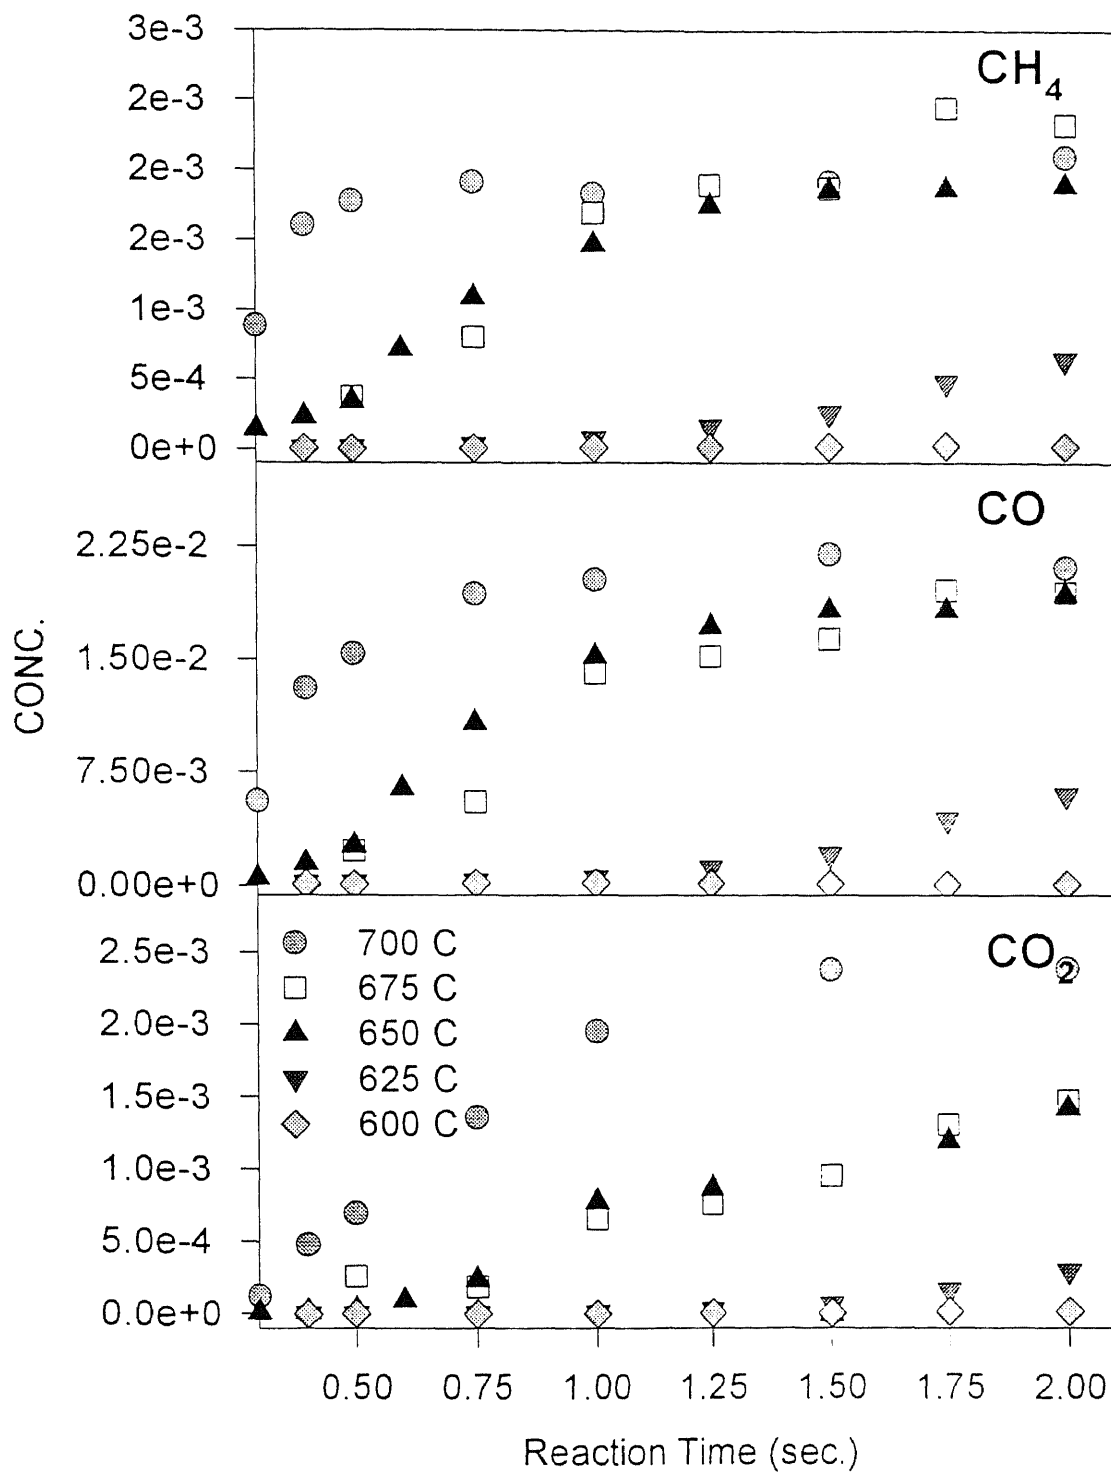 3e-3
CH4
2e-3
2e-3
2e-3
1e-3
5e-4
0e+0
CO
2.25e-2
1.50e-2
7.50e-3
0.00e+0
CONC.
CO2
2.5e-3
2.0e-3
1.5e-3
1.0e-3
5.0e-4
0.0e+0
700 C
675 C
650 C
625 C
600 C
0.50 0.75 1.00 1.25 1.50 1.75 2.00
Reaction Time (sec.)